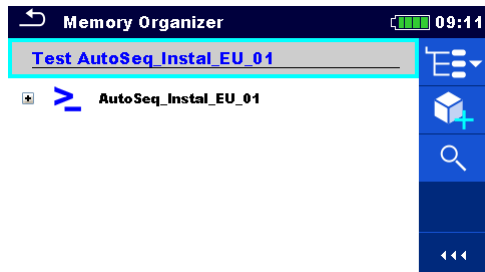 Memory Organizer 09:11
Test AutoSeq_Instal_EU_01
AutoSeq_Instal_EU_01